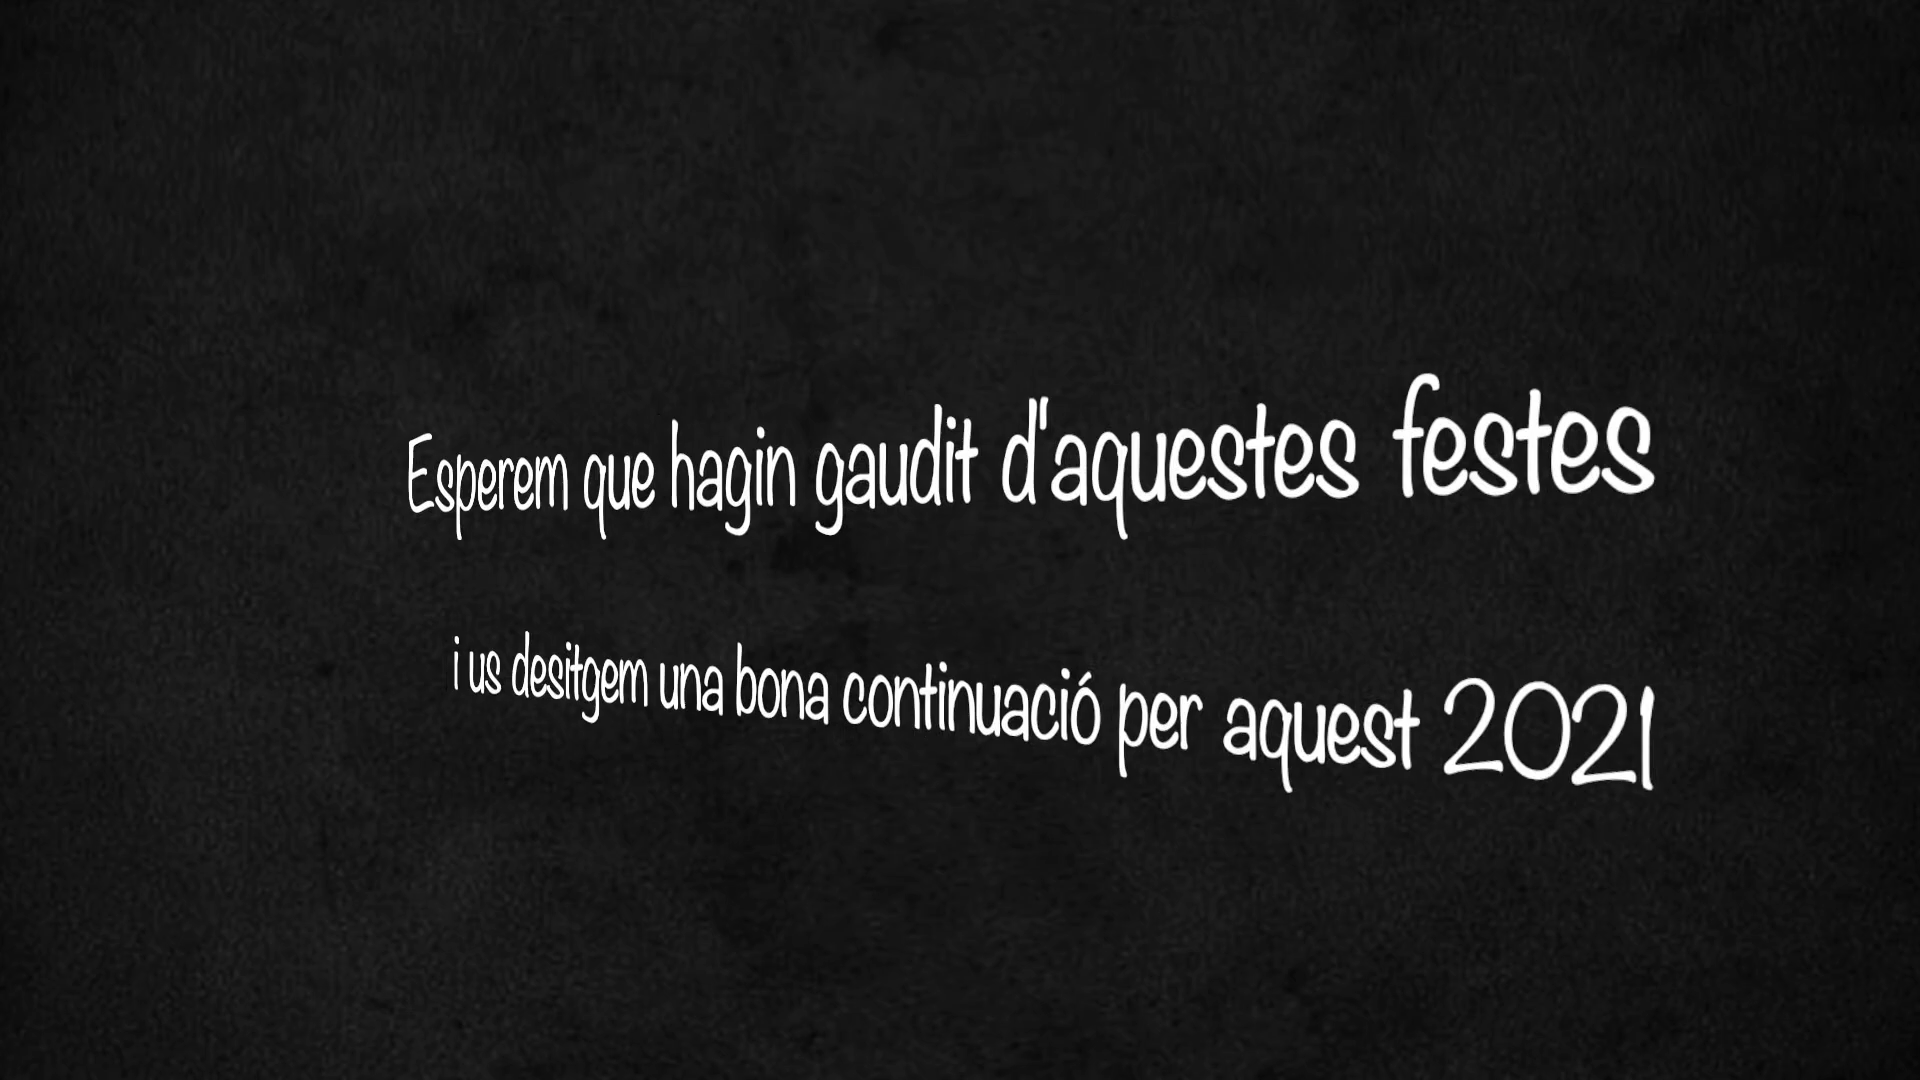 Esperem que hagin gaudit d'aquestes festes
i us desitgem una bona continuació per aquest 2021